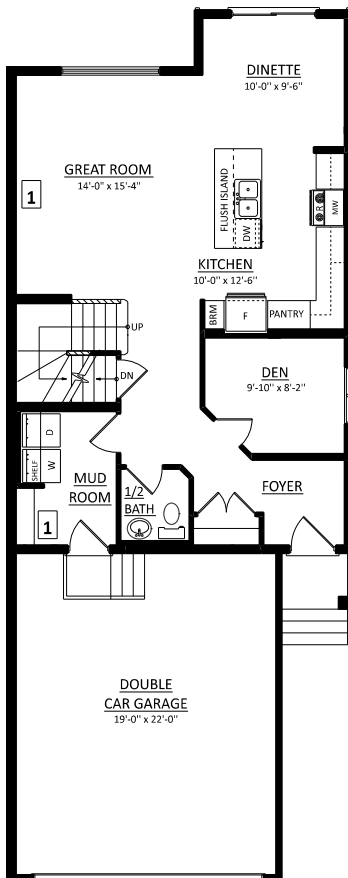 DINETTE
10'-0" x 9'-6"
GREAT ROOM
14'-0" x 15'-4"
1
FLUSH ISLAND
DW
R
MW
KITCHEN
10'-0" x 12'-6"
BRM
F
PANTRY
UP
DN
DEN
9'-10" x 8'-2"
D
W
SHELF
MUD
ROOM
1
1/2
BATH
FOYER
DOUBLE
CAR GARAGE
19'-0" x 22'-0"